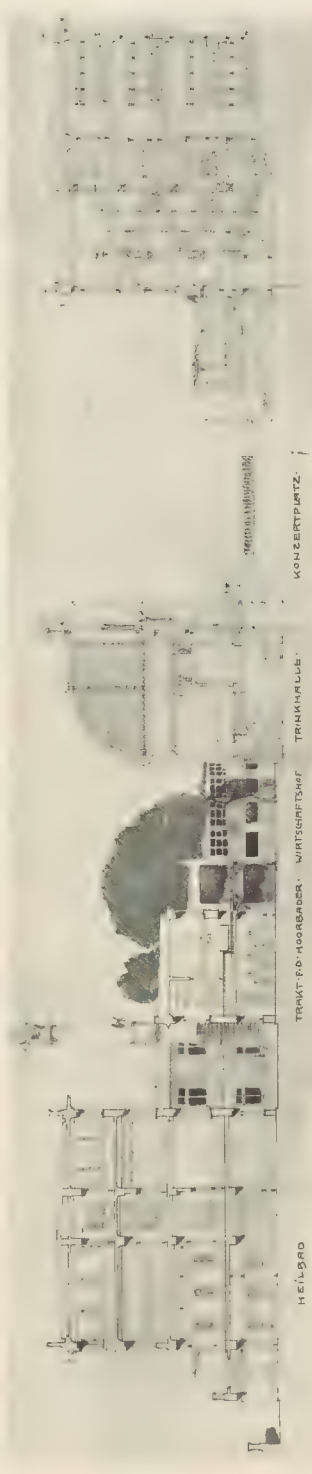 HEILBAD
TRAKT·F·D·MOORBÄDER·
WIRTSCHAFTSHOF
TRINKHALLE·
KONZERTPLATZ·